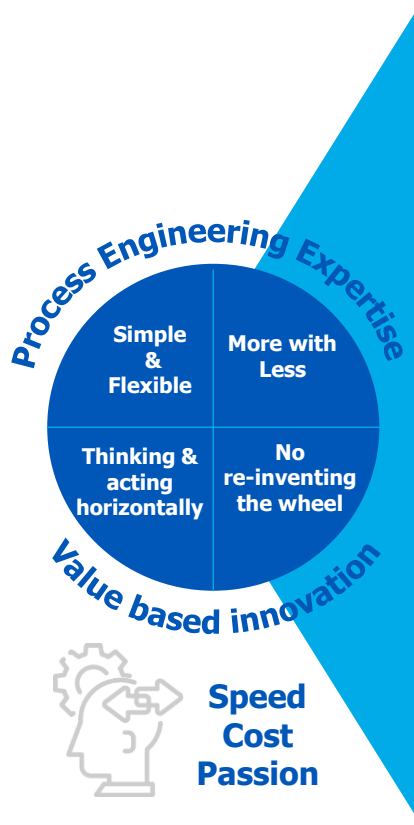 Process Engineering Expertise
Simple
&
Flexible
More with
Less
Thinking &
acting
horizontally
No
re-inventing
the wheel
Value based innovation
Speed
Cost
Passion